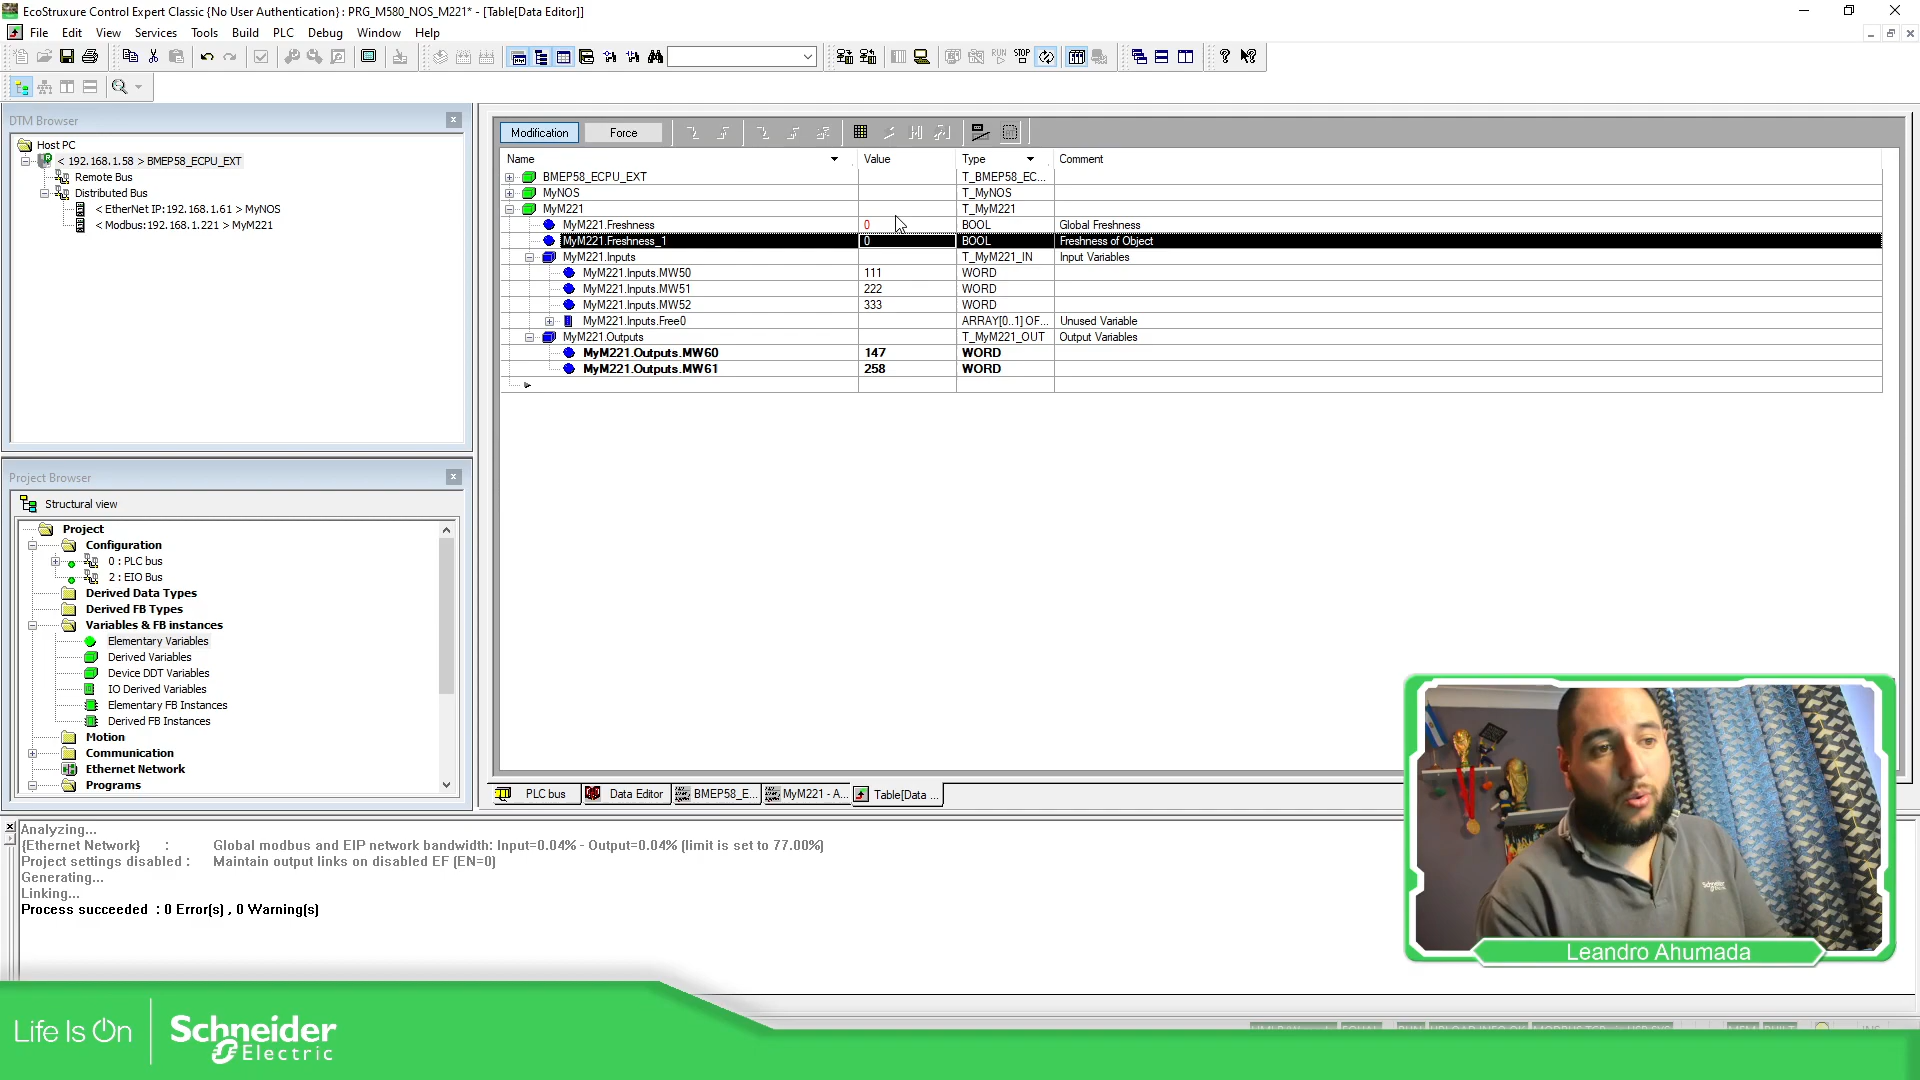 EcoStruxure Control Expert Classic {No User Authentication} : PRG_M580_NOS_M221* - [Table[Data Editor]]
File Edit View Services Tools Build PLC Debug Window Help
RUN STOP
DTM Browser
Host PC
< 192.168.1.58 > BMEP58_ECPU_EXT
Remote Bus
Distributed Bus
< EtherNet IP:192.168.1.61 > MyNOS
< Modbus:192.168.1.221 > MyM221
Project Browser
Structural view
Project
Configuration
0 : PLC bus
2 : EIO Bus
Derived Data Types
Derived FB Types
Variables & FB instances
Elementary Variables
Derived Variables
Device DDT Variables
IO Derived Variables
Elementary FB Instances
Derived FB Instances
Motion
Communication
Ethernet Network
Programs
Modification Force
Name Value Type Comment
BMEP58_ECPU_EXT T_BMEP58_EC...
MyNOS T_MyNOS
MyM221 T_MyM221
MyM221.Freshness 0 BOOL Global Freshness
MyM221.Freshness_1 0 BOOL Freshness of Object
MyM221.Inputs T_MyM221_IN Input Variables
MyM221.Inputs.MW50 111 WORD
MyM221.Inputs.MW51 222 WORD
MyM221.Inputs.MW52 333 WORD
MyM221.Inputs.Free0 ARRAY[0..1] OF... Unused Variable
MyM221.Outputs T_MyM221_OUT Output Variables
MyM221.Outputs.MW60 147 WORD
MyM221.Outputs.MW61 258 WORD
PLC bus Data Editor BMEP58_E... MyM221 - A... Table[Data ...
Analyzing...
{Ethernet Network} : Global modbus and EIP network bandwidth: Input=0.04% - Output=0.04% (limit is set to 77.00%)
Project settings disabled : Maintain output links on disabled EF (EN=0)
Generating...
Linking...
Process succeeded : 0 Error(s) , 0 Warning(s)
Leandro Ahumada
Life Is On
Schneider
Electric